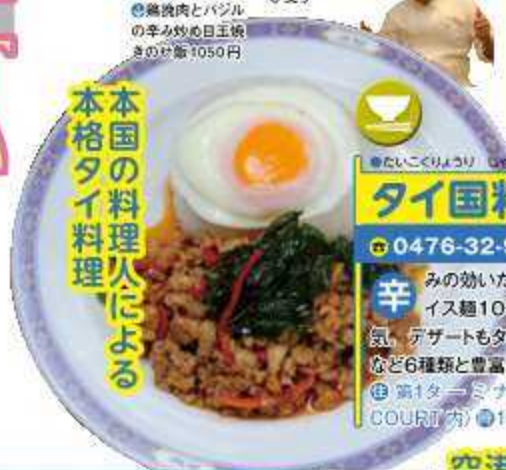 鶏挽肉とバジル
の辛み炒め目玉焼
きのせ飯1050円
本国の料理人による
本格タイ料理
●たいこくりょうり
タイ国料
☎0476-32-
辛みの効いた
イス麺10
気。デザートもタ
など6種類と豊富
住 第1ターミナ
COURT内)